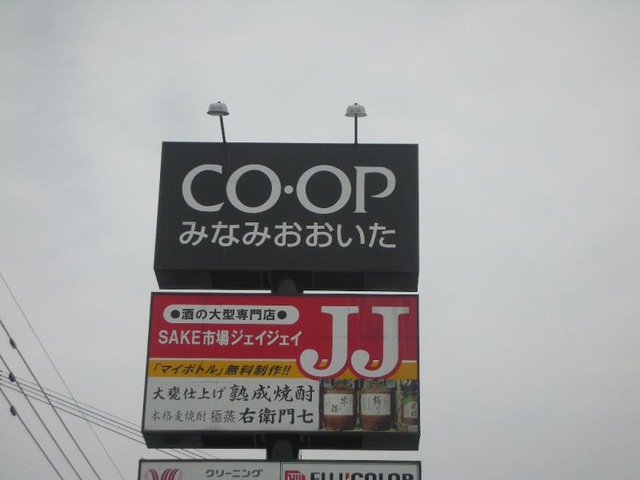 CO·OP
みなみおおいた
●酒の大型専門店●
SAKE市場ジェイジェイ
JJ
「マイボトル」無料制作!!
大甕仕上げ 熟成焼酎
本格麦焼酎 極蒸 右衛門七
クリーニング
FUJICOLOR